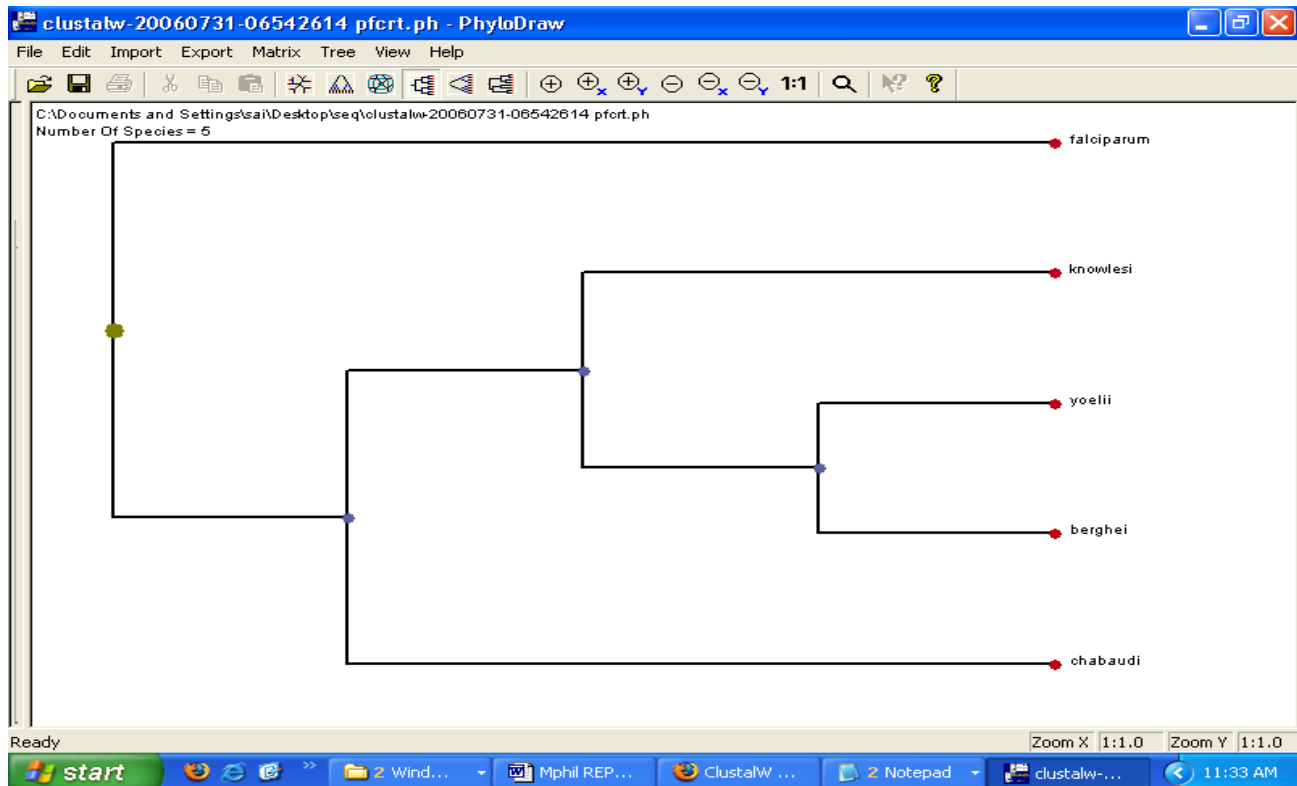 clustalw-20060731-06542614 pfcrt.ph - PhyloDraw
File Edit Import Export Matrix Tree View Help
1:1
C:\Documents and Settings\sai\Desktop\seq\clustalw-20060731-06542614 pfcrt.ph
Number Of Species = 5
falciparum
knowlesi
yoelii
berghei
chabaudi
Ready Zoom X 1:1.0 Zoom Y 1:1.0
start 2 Wind... Mphil REP... ClustalW ... 2 Notepad clustalw-... 11:33 AM